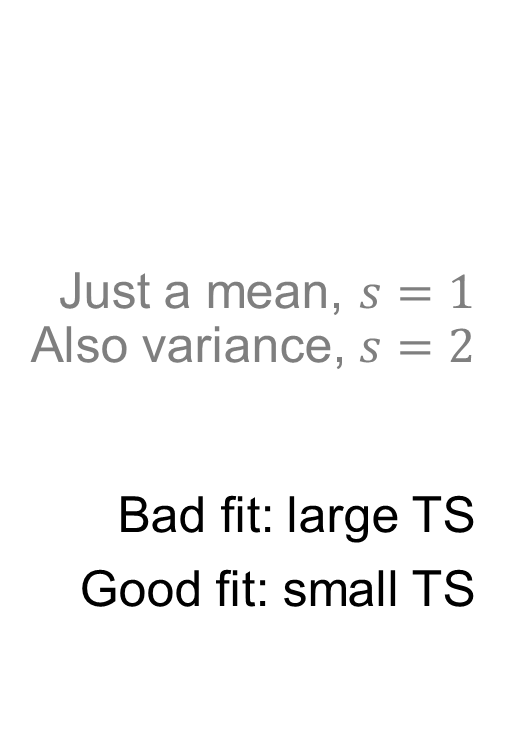 Just a mean, s = 1
Also variance, s = 2
Bad fit: large TS
Good fit: small TS